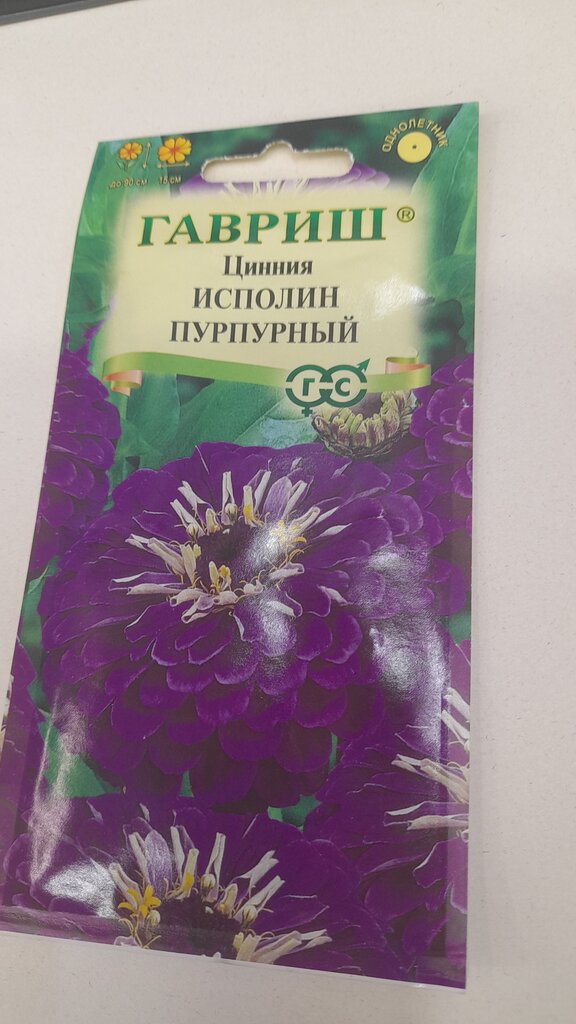 ОДНОЛЕТНИК
до 90 см 15 см
ГАВРИШ®
Цинния
ИСПОЛИН
ПУРПУРНЫЙ
Г С